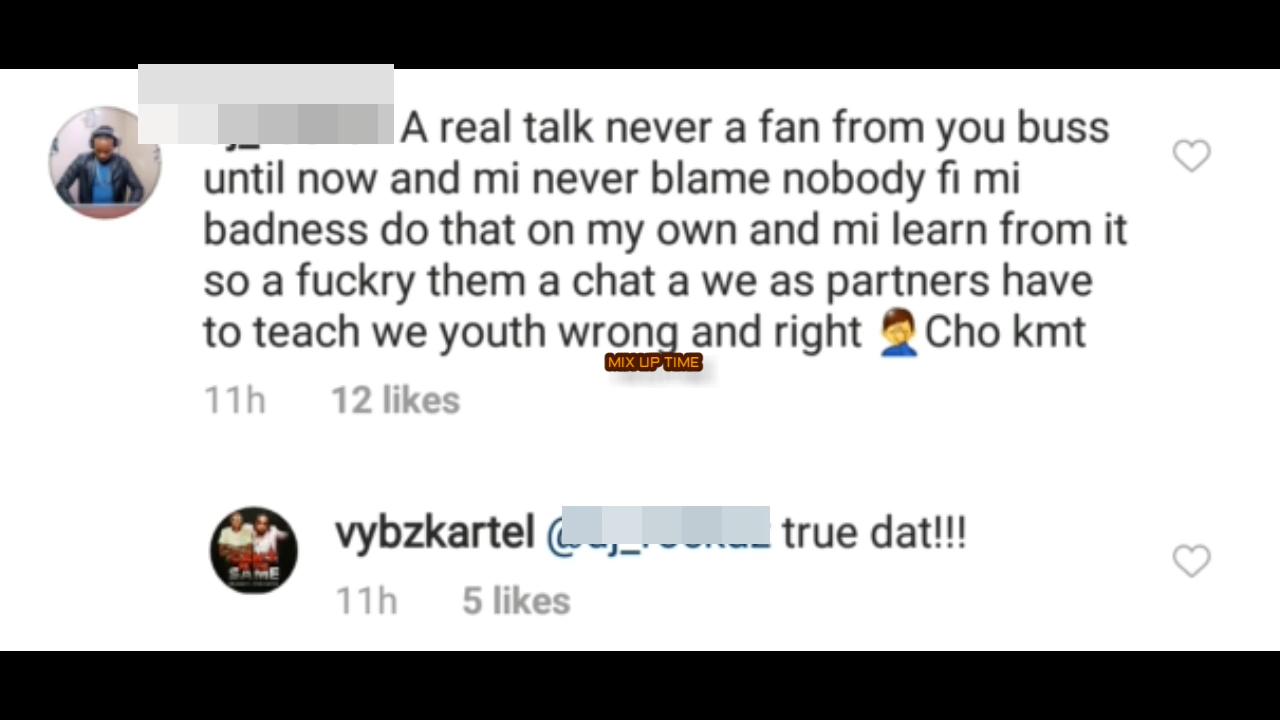 A real talk never a fan from you buss
until now and mi never blame nobody fi mi
badness do that on my own and mi learn from it
so a fuckry them a chat a we as partners have
to teach we youth wrong and right 🤦‍♂️ Cho kmt
MIX UP TIME
11h 12 likes
vybzkartel @ true dat!!!
SAME
11h 5 likes